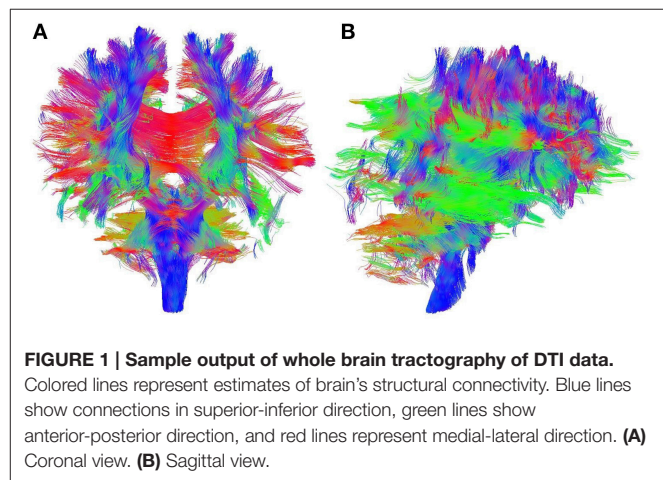 A
B
FIGURE 1 | Sample output of whole brain tractography of DTI data.
Colored lines represent estimates of brain's structural connectivity. Blue lines
show connections in superior-inferior direction, green lines show
anterior-posterior direction, and red lines represent medial-lateral direction. (A)
Coronal view. (B) Sagittal view.